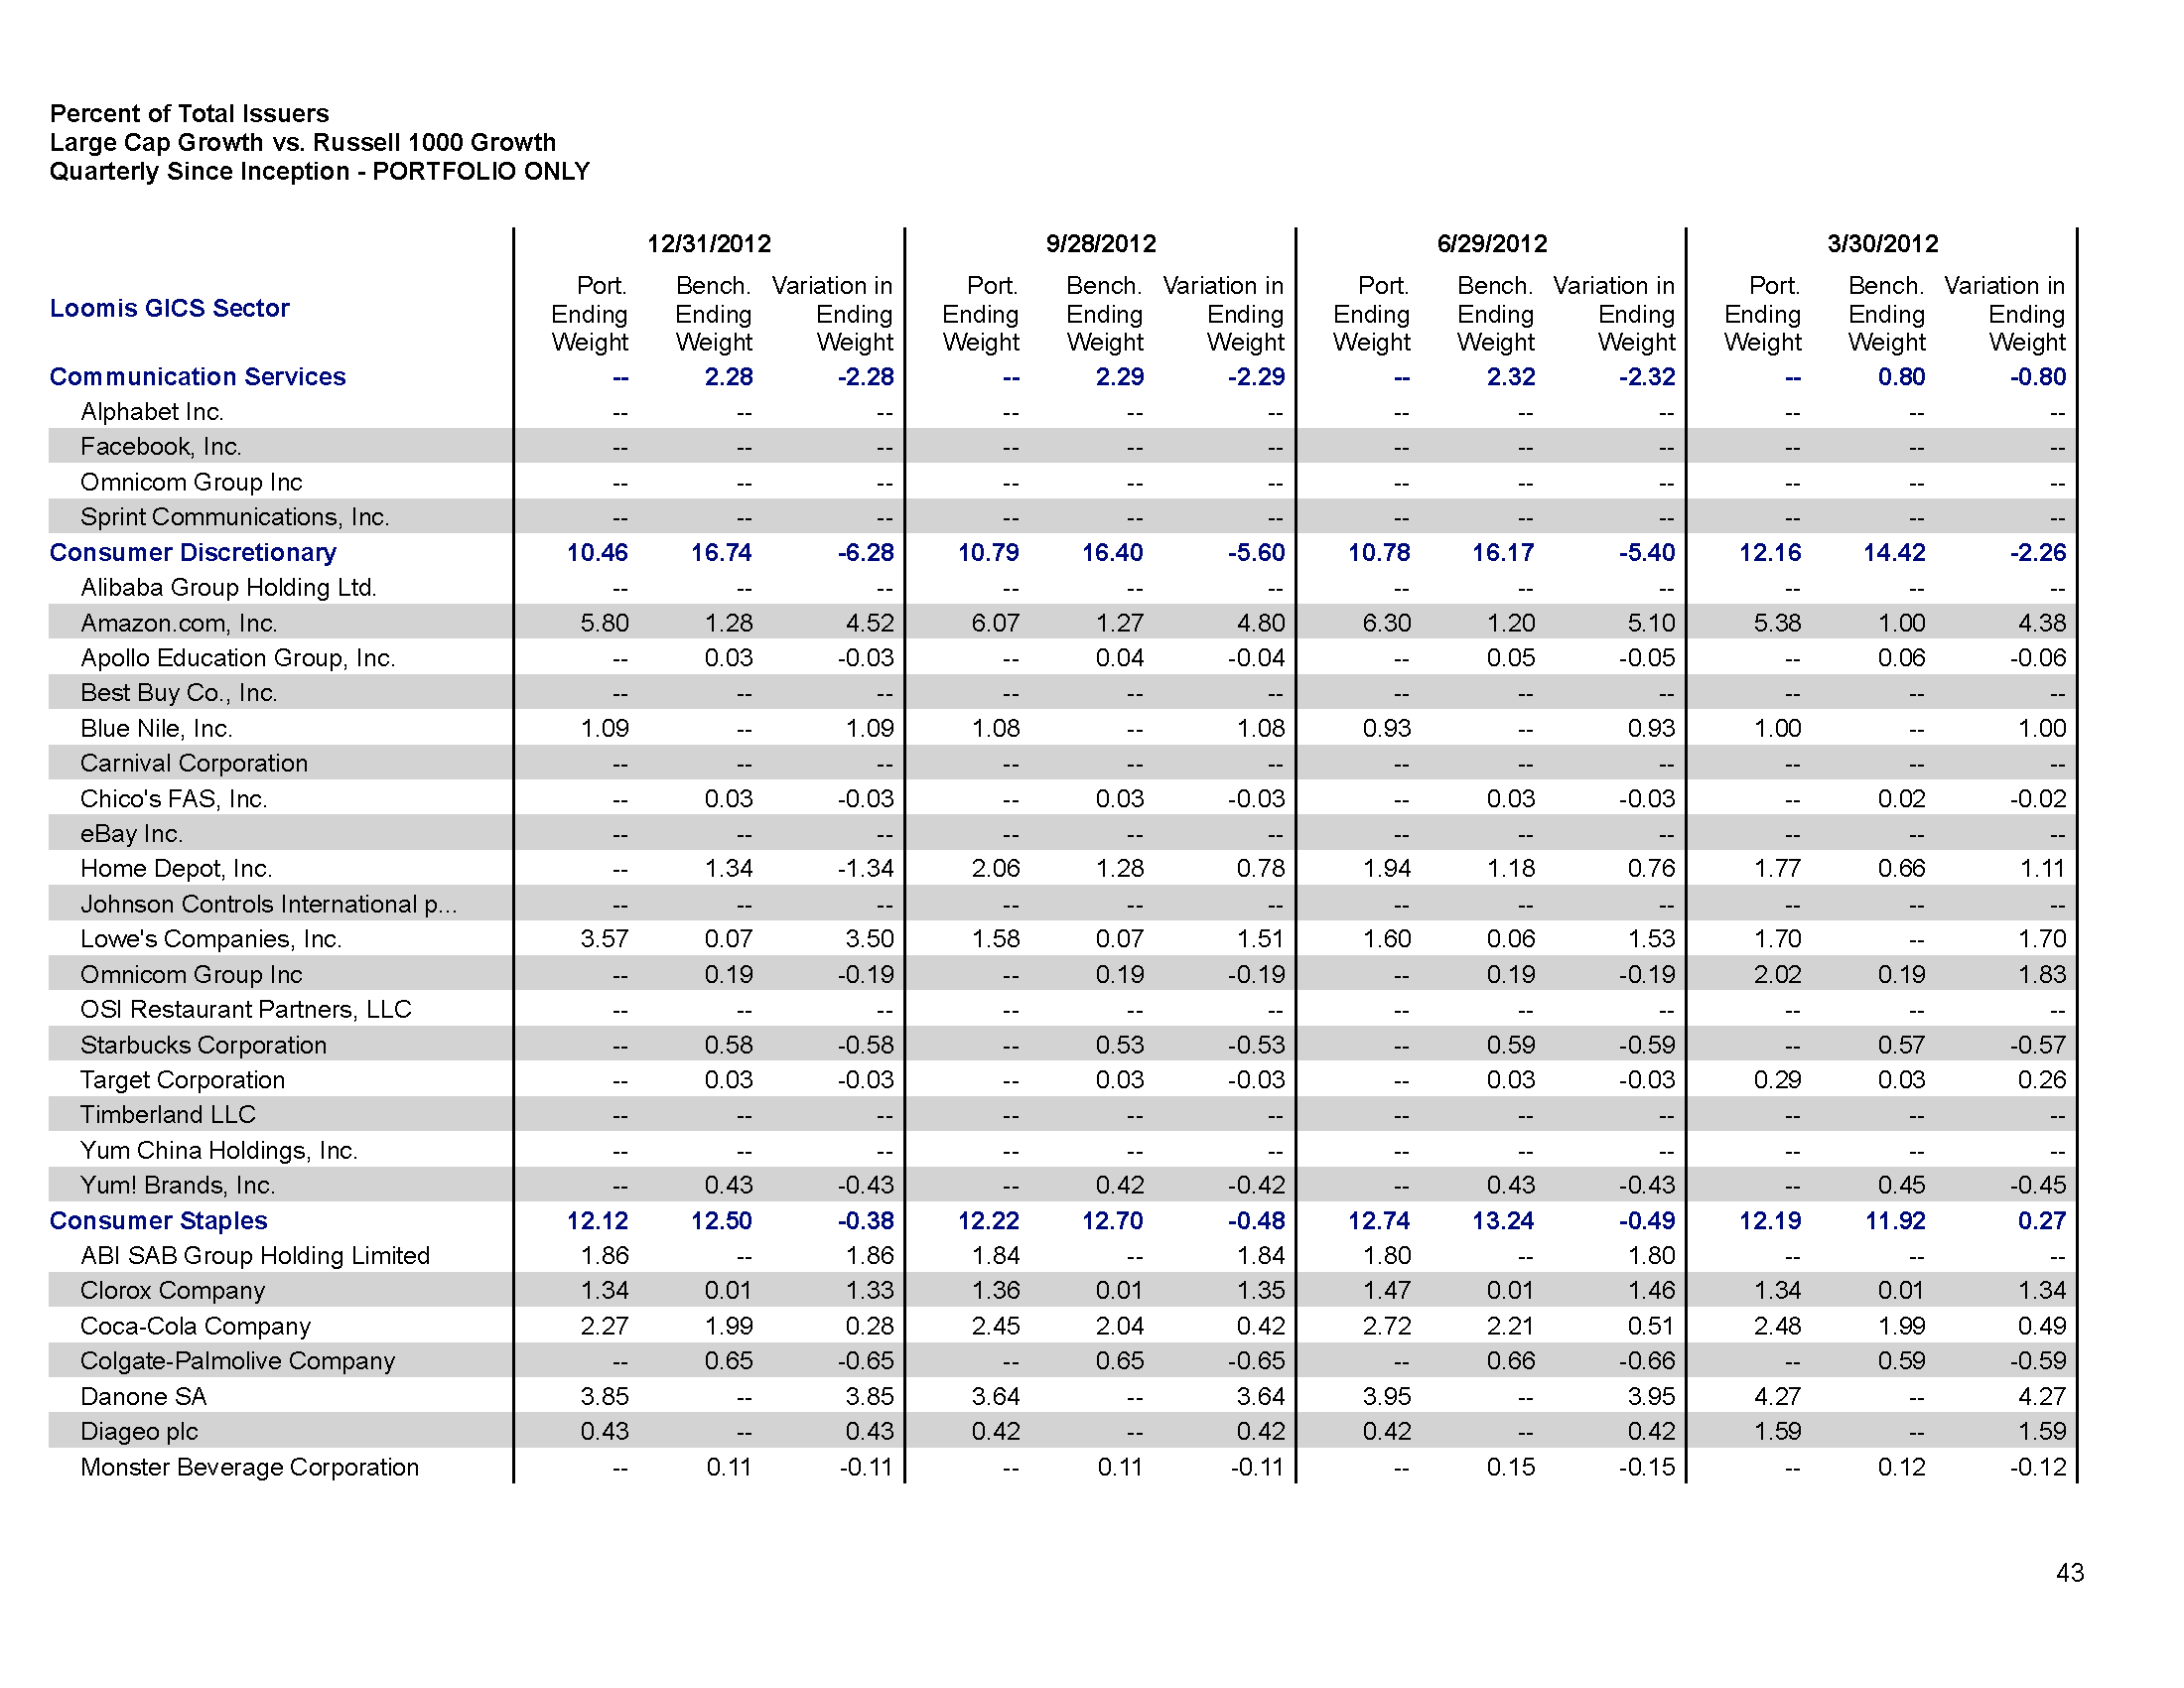 Percent of Total Issuers
Large Cap Growth vs. Russell 1000 Growth
Quarterly Since Inception - PORTFOLIO ONLY
12/31/2012 9/28/2012 6/29/2012 3/30/2012
Loomis GICS Sector
Port. Bench. Variation in Port. Bench. Variation in Port. Bench. Variation in Port. Bench. Variation in
Ending Ending Ending Ending Ending Ending Ending Ending Ending Ending Ending Ending
Weight Weight Weight Weight Weight Weight Weight Weight Weight Weight Weight Weight
Communication Services -- 2.28 -2.28 -- 2.29 -2.29 -- 2.32 -2.32 -- 0.80 -0.80
Alphabet Inc. -- -- -- -- -- -- -- -- -- -- -- --
Facebook, Inc. -- -- -- -- -- -- -- -- -- -- -- --
Omnicom Group Inc -- -- -- -- -- -- -- -- -- -- -- --
Sprint Communications, Inc. -- -- -- -- -- -- -- -- -- -- -- --
Consumer Discretionary 10.46 16.74 -6.28 10.79 16.40 -5.60 10.78 16.17 -5.40 12.16 14.42 -2.26
Alibaba Group Holding Ltd. -- -- -- -- -- -- -- -- -- -- -- --
Amazon.com, Inc. 5.80 1.28 4.52 6.07 1.27 4.80 6.30 1.20 5.10 5.38 1.00 4.38
Apollo Education Group, Inc. -- 0.03 -0.03 -- 0.04 -0.04 -- 0.05 -0.05 -- 0.06 -0.06
Best Buy Co., Inc. -- -- -- -- -- -- -- -- -- -- -- --
Blue Nile, Inc. 1.09 -- 1.09 1.08 -- 1.08 0.93 -- 0.93 1.00 -- 1.00
Carnival Corporation -- -- -- -- -- -- -- -- -- -- -- --
Chico's FAS, Inc. -- 0.03 -0.03 -- 0.03 -0.03 -- 0.03 -0.03 -- 0.02 -0.02
eBay Inc. -- -- -- -- -- -- -- -- -- -- -- --
Home Depot, Inc. -- 1.34 -1.34 2.06 1.28 0.78 1.94 1.18 0.76 1.77 0.66 1.11
Johnson Controls International p... -- -- -- -- -- -- -- -- -- -- -- --
Lowe's Companies, Inc. 3.57 0.07 3.50 1.58 0.07 1.51 1.60 0.06 1.53 1.70 -- 1.70
Omnicom Group Inc -- 0.19 -0.19 -- 0.19 -0.19 -- 0.19 -0.19 2.02 0.19 1.83
OSI Restaurant Partners, LLC -- -- -- -- -- -- -- -- -- -- -- --
Starbucks Corporation -- 0.58 -0.58 -- 0.53 -0.53 -- 0.59 -0.59 -- 0.57 -0.57
Target Corporation -- 0.03 -0.03 -- 0.03 -0.03 -- 0.03 -0.03 0.29 0.03 0.26
Timberland LLC -- -- -- -- -- -- -- -- -- -- -- --
Yum China Holdings, Inc. -- -- -- -- -- -- -- -- -- -- -- --
Yum! Brands, Inc. -- 0.43 -0.43 -- 0.42 -0.42 -- 0.43 -0.43 -- 0.45 -0.45
Consumer Staples 12.12 12.50 -0.38 12.22 12.70 -0.48 12.74 13.24 -0.49 12.19 11.92 0.27
ABI SAB Group Holding Limited 1.86 -- 1.86 1.84 -- 1.84 1.80 -- 1.80 -- -- --
Clorox Company 1.34 0.01 1.33 1.36 0.01 1.35 1.47 0.01 1.46 1.34 0.01 1.34
Coca-Cola Company 2.27 1.99 0.28 2.45 2.04 0.42 2.72 2.21 0.51 2.48 1.99 0.49
Colgate-Palmolive Company -- 0.65 -0.65 -- 0.65 -0.65 -- 0.66 -0.66 -- 0.59 -0.59
Danone SA 3.85 -- 3.85 3.64 -- 3.64 3.95 -- 3.95 4.27 -- 4.27
Diageo plc 0.43 -- 0.43 0.42 -- 0.42 0.42 -- 0.42 1.59 -- 1.59
Monster Beverage Corporation -- 0.11 -0.11 -- 0.11 -0.11 -- 0.15 -0.15 -- 0.12 -0.12
43